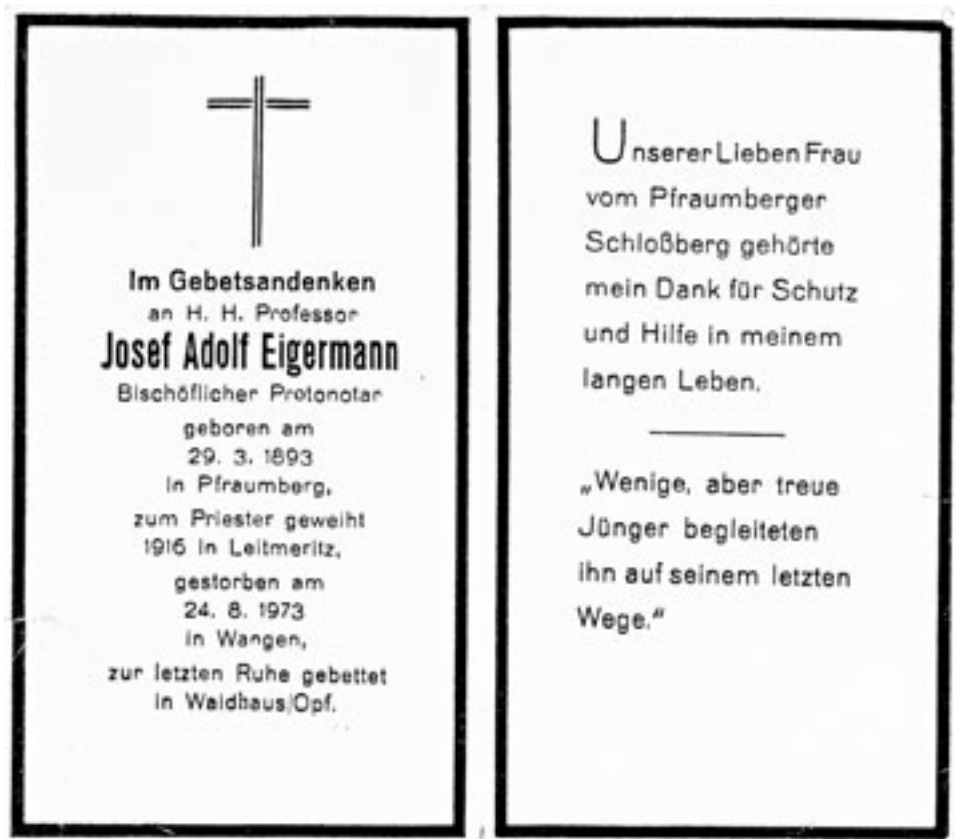 Im Gebetsandenken
an H. H. Professor
Josef Adolf Eigermann
Bischöflicher Protonotar
geboren am
29. 3. 1893
in Pfraumberg,
zum Priester geweiht
1916 in Leitmeritz,
gestorben am
24. 8. 1973
in Wangen,
zur letzten Ruhe gebettet
in Waidhaus/Opf.
Unserer Lieben Frau
vom Pfraumberger
Schloßberg gehörte
mein Dank für Schutz
und Hilfe in meinem
langen Leben.
„Wenige, aber treue
Jünger begleiteten
ihn auf seinem letzten
Wege.“